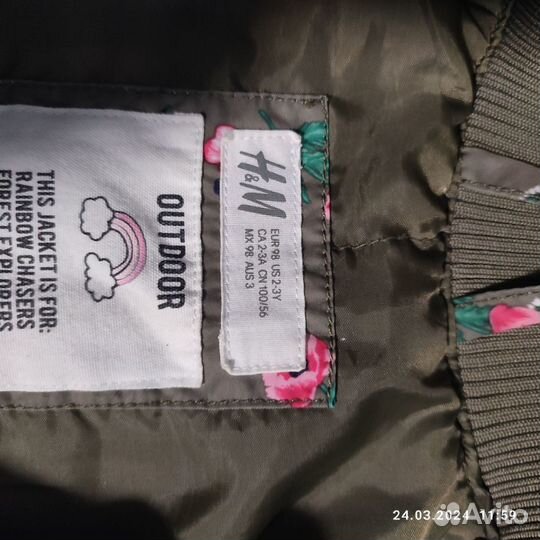 H&M
EUR 98 US 2-3Y
CA 2-3A CN 100/56
MX 98 AUS 3
OUTDOOR
THIS JACKET IS FOR:
RAINBOW CHASERS
FOREST EXPLORERS
24.03.2024 11:59
Avito